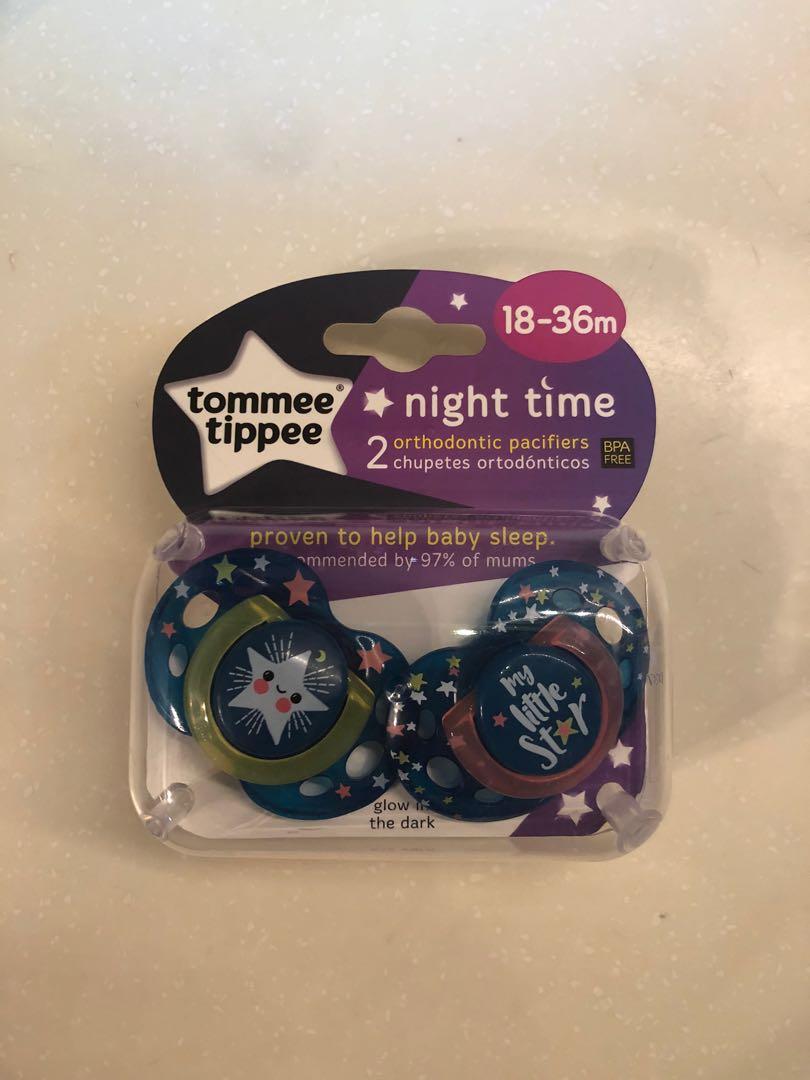 18-36m
tommee®
tippee
night time
2 orthodontic pacifiers
chupetes ortodónticos
BPA
FREE
proven to help baby sleep.
by 97% of mums
my
little
Star
glow
the dark